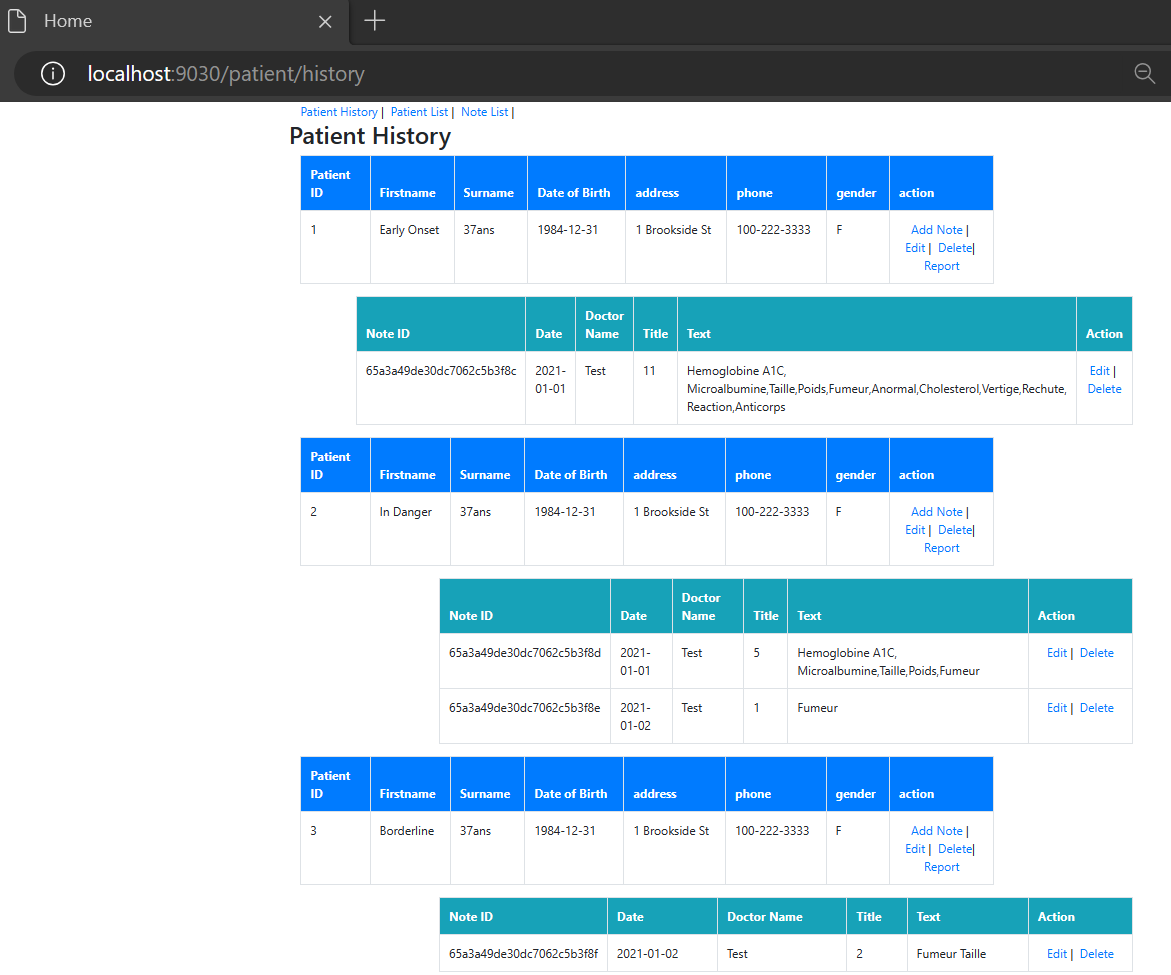 Home
localhost:9030/patient/history
Patient History | Patient List | Note List |
Patient History
Patient ID Firstname Surname Date of Birth address phone gender action
1 Early Onset 37ans 1984-12-31 1 Brookside St 100-222-3333 F Add Note |
Edit | Delete|
Report
Note ID Date Doctor Name Title Text Action
65a3a49de30dc7062c5b3f8c 2021-01-01 Test 11 Hemoglobine A1C, Edit |
Microalbumine,Taille,Poids,Fumeur,Anormal,Cholesterol,Vertige,Rechute, Delete
Reaction,Anticorps
Patient ID Firstname Surname Date of Birth address phone gender action
2 In Danger 37ans 1984-12-31 1 Brookside St 100-222-3333 F Add Note |
Edit | Delete|
Report
Note ID Date Doctor Name Title Text Action
65a3a49de30dc7062c5b3f8d 2021-01-01 Test 5 Hemoglobine A1C, Edit | Delete
Microalbumine,Taille,Poids,Fumeur
65a3a49de30dc7062c5b3f8e 2021-01-02 Test 1 Fumeur Edit | Delete
Patient ID Firstname Surname Date of Birth address phone gender action
3 Borderline 37ans 1984-12-31 1 Brookside St 100-222-3333 F Add Note |
Edit | Delete|
Report
Note ID Date Doctor Name Title Text Action
65a3a49de30dc7062c5b3f8f 2021-01-02 Test 2 Fumeur Taille Edit | Delete